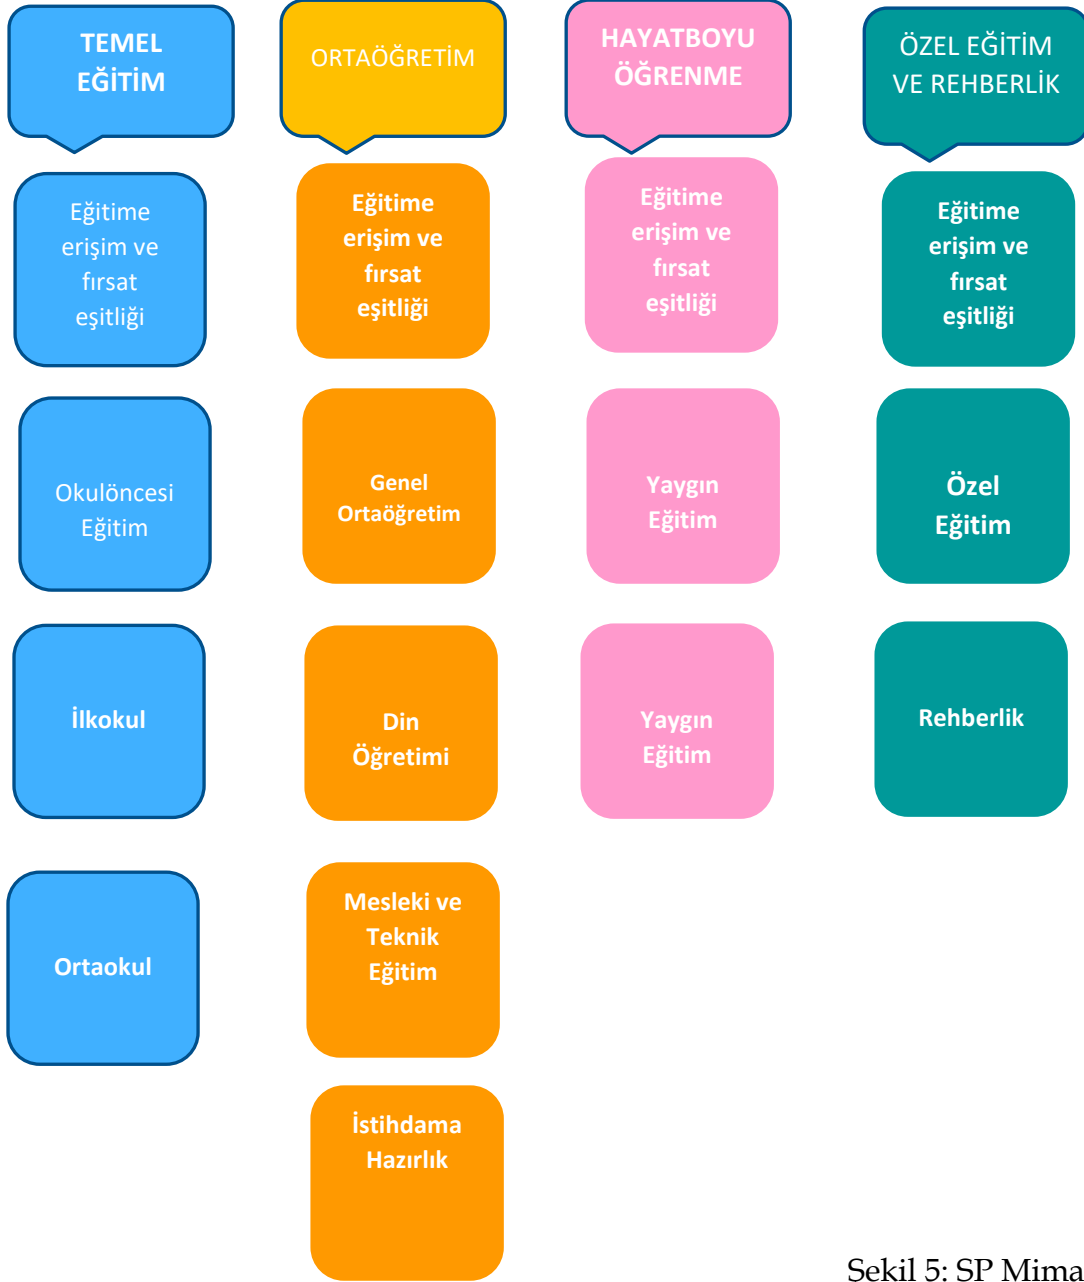 TEMEL
EĞİTİM
ORTAÖĞRETİM
HAYATBOYU
ÖĞRENME
ÖZEL EĞİTİM
VE REHBERLİK
Eğitime
erişim ve
fırsat
eşitliği
Eğitime
erişim ve
fırsat
eşitliği
Eğitime
erişim ve
fırsat
eşitliği
Eğitime
erişim ve
fırsat
eşitliği
Okulöncesi
Eğitim
Genel
Ortaöğretim
Yaygın
Eğitim
Özel
Eğitim
İlkokul
Din
Öğretimi
Yaygın
Eğitim
Rehberlik
Ortaokul
Mesleki ve
Teknik
Eğitim
İstihdama
Hazırlık
Sekil 5: SP Mima